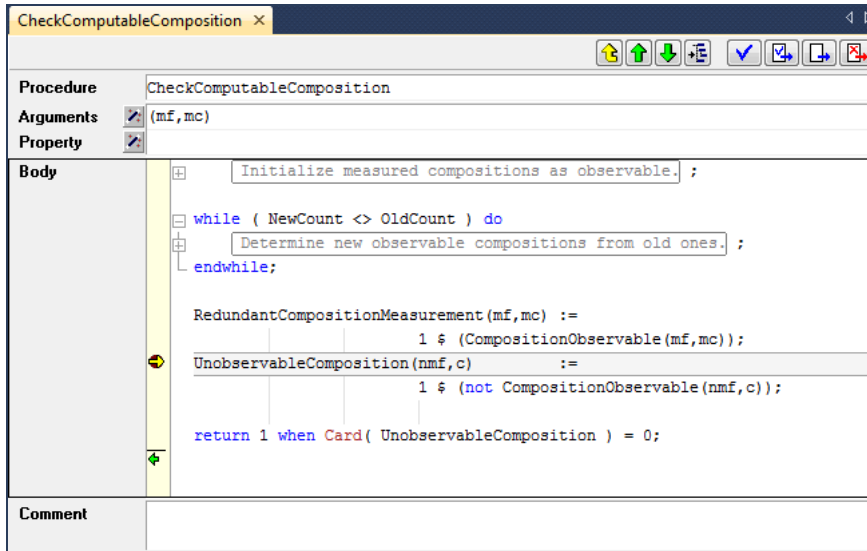 CheckComputableComposition ×
Procedure CheckComputableComposition
Arguments (mf,mc)
Property
Body Initialize measured compositions as observable. ;
while ( NewCount <> OldCount ) do
Determine new observable compositions from old ones. ;
endwhile;
RedundantCompositionMeasurement(mf,mc) :=
1 $ (CompositionObservable(mf,mc));
UnobservableComposition(nmf,c) :=
1 $ (not CompositionObservable(nmf,c));
return 1 when Card( UnobservableComposition ) = 0;
Comment